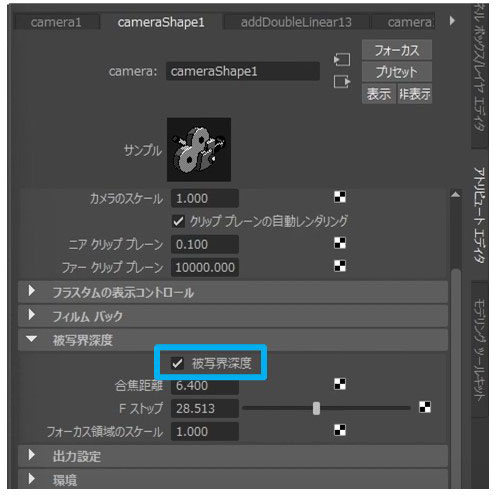 camera1 cameraShape1 addDoubleLinear13 camera
フォーカス
camera: cameraShape1 プリセット
表示 非表示
サンプル
カメラのスケール 1.000
クリップ プレーンの自動レンダリング
ニア クリップ プレーン 0.100
ファー クリップ プレーン 10000.000
フラスタムの表示コントロール
フィルム バック
被写界深度
被写界深度
合焦距離 6.400
F ストップ 28.513
フォーカス領域のスケール 1.000
出力設定
環境
ネル ボックス/レイヤ エディタ
アトリビュート エディタ
モデリング ツールキット